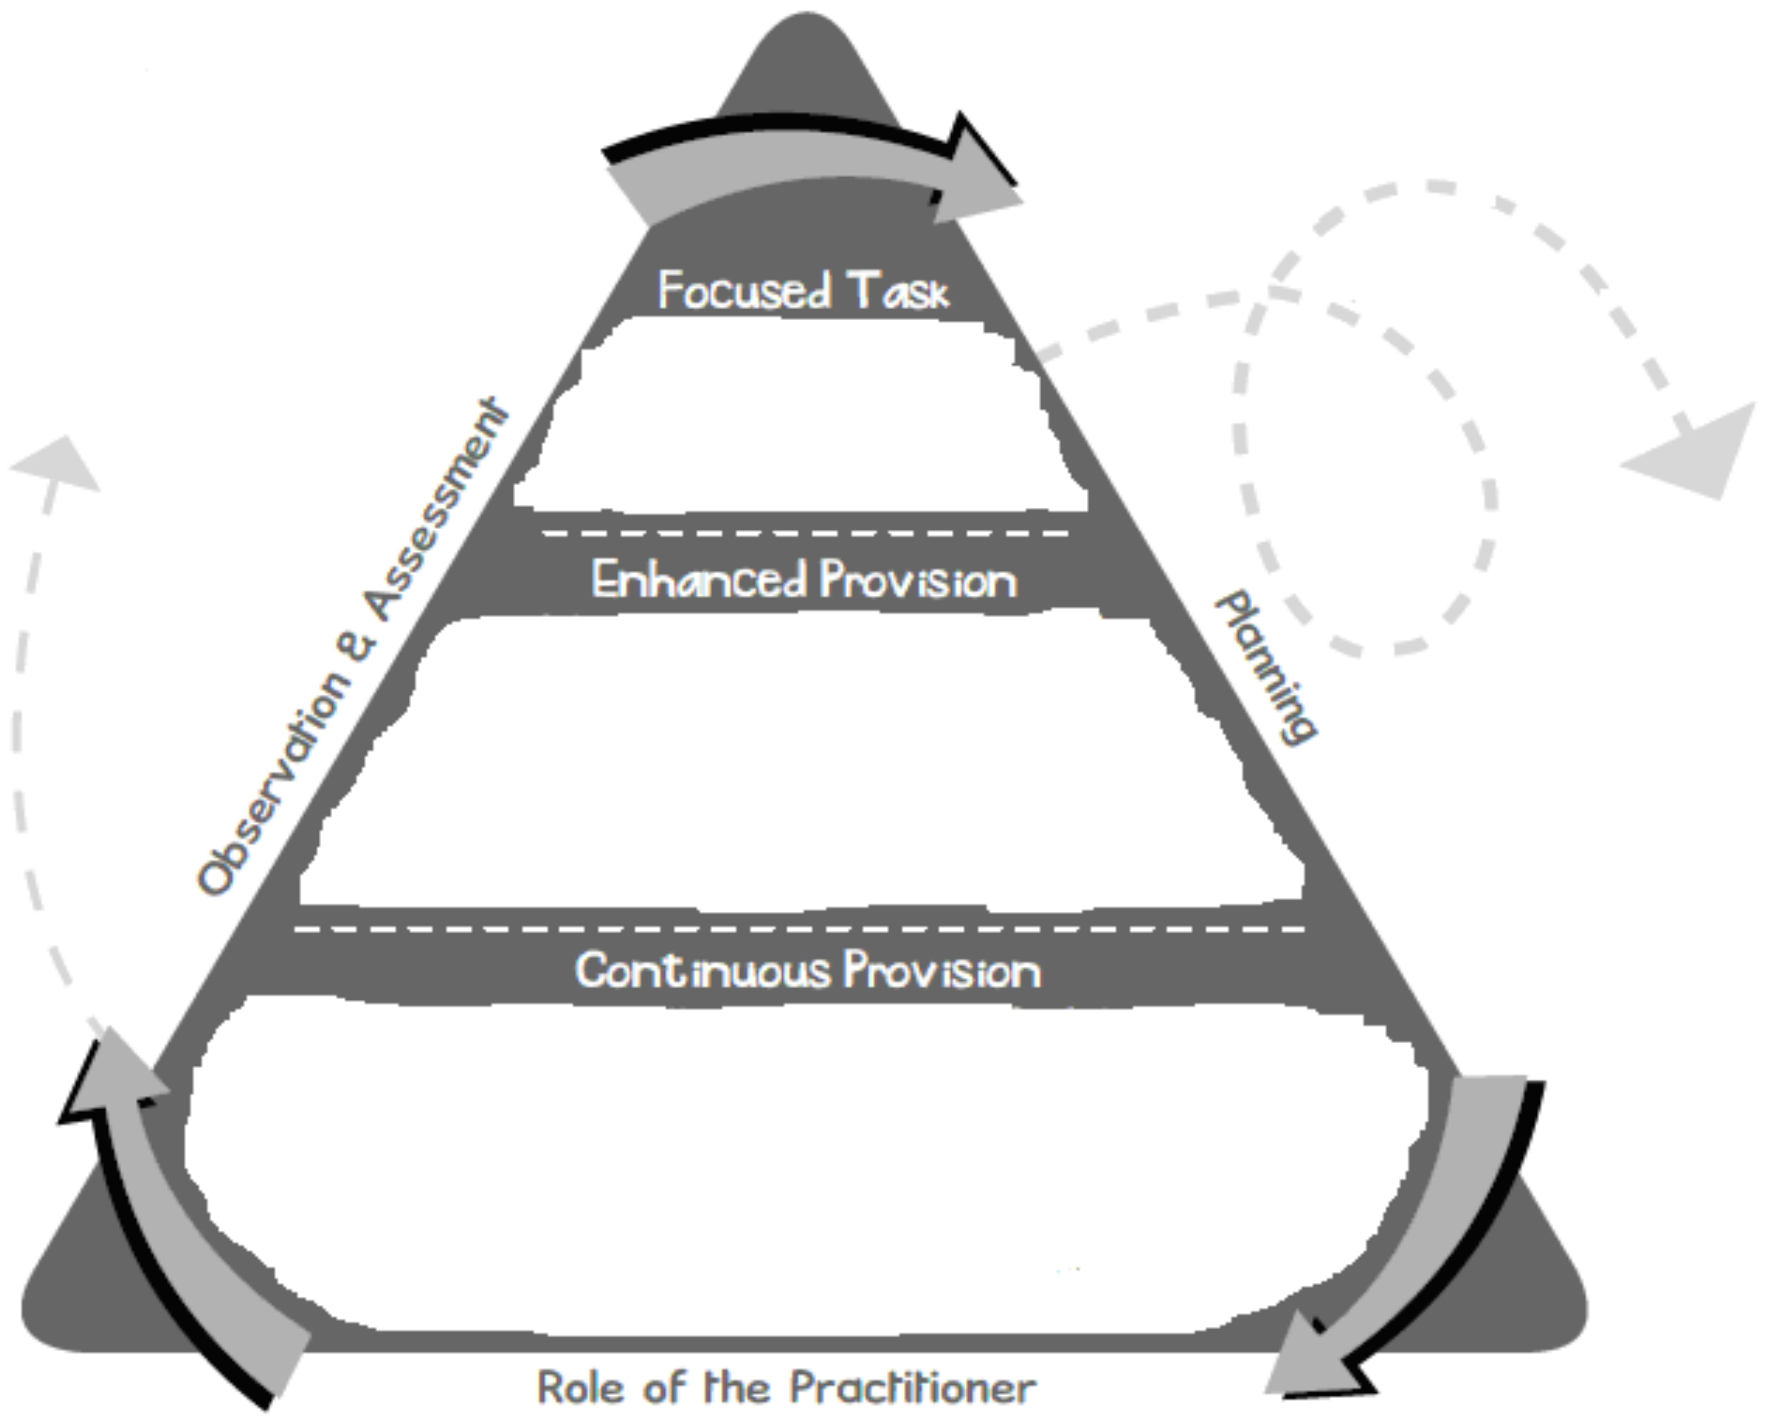 Focused Task
Observation & Assessment
Enhanced Provision
Planning
Continuous Provision
Role of the Practitioner